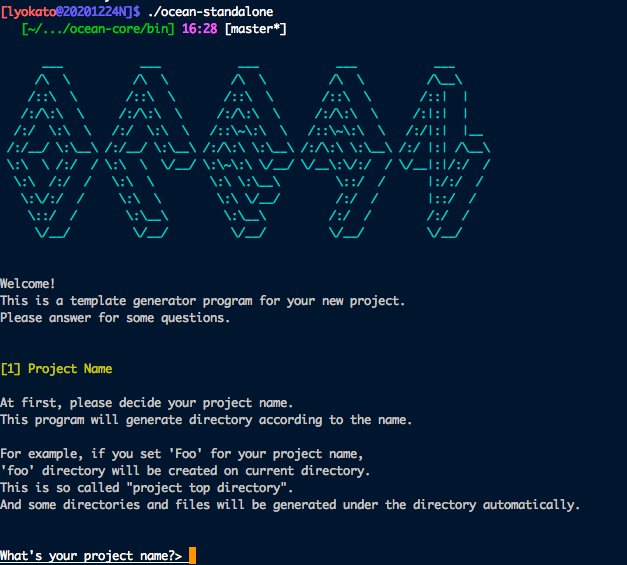 [lyokato@20201224N]$ ./ocean-standalone
[~/.../ocean-core/bin] 16:28 [master*]
OCEAN
Welcome!
This is a template generator program for your new project.
Please answer for some questions.
[1] Project Name
At first, please decide your project name.
This program will generate directory according to the name.
For example, if you set 'Foo' for your project name,
'foo' directory will be created on current directory.
This is so called "project top directory".
And some directories and files will be generated under the directory automatically.
What's your project name?>